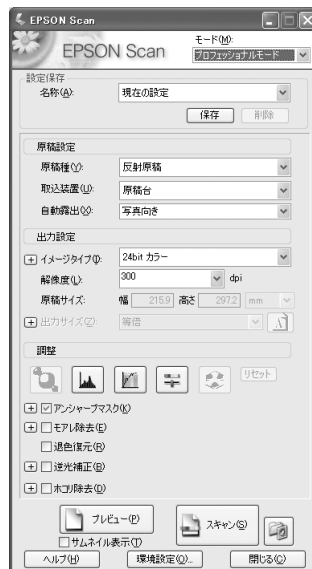 EPSON Scan
EPSON Scan
モード(M):
プロフェッショナルモード
設定保存
名称(A):
現在の設定
保存
削除
原稿設定
原稿種(Y):
反射原稿
取込装置(U):
原稿台
自動露出(X):
写真向き
出力設定
イメージタイプ(I):
24bit カラー
解像度(L):
300
dpi
原稿サイズ:
幅 215.9 高さ 297.2 mm
出力サイズ(Z):
等倍
調整
リセット
アンシャープマスク(K)
モアレ除去(E)
退色復元(R)
逆光補正(B)
ホコリ除去(D)
プレビュー(P)
スキャン(S)
サムネイル表示(T)
ヘルプ(H)
環境設定(O)...
閉じる(C)